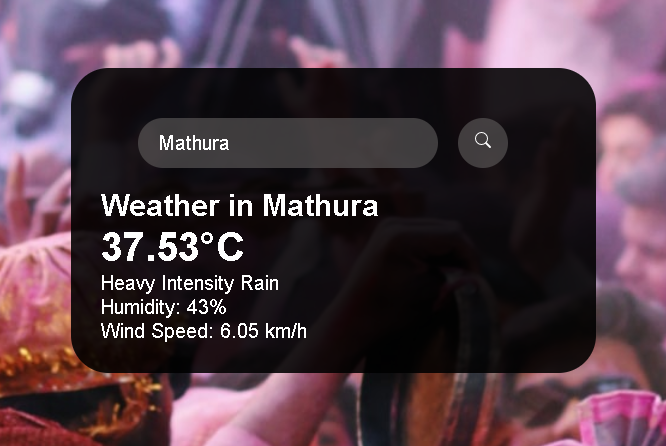 Mathura
Weather in Mathura
37.53°C
Heavy Intensity Rain
Humidity: 43%
Wind Speed: 6.05 km/h